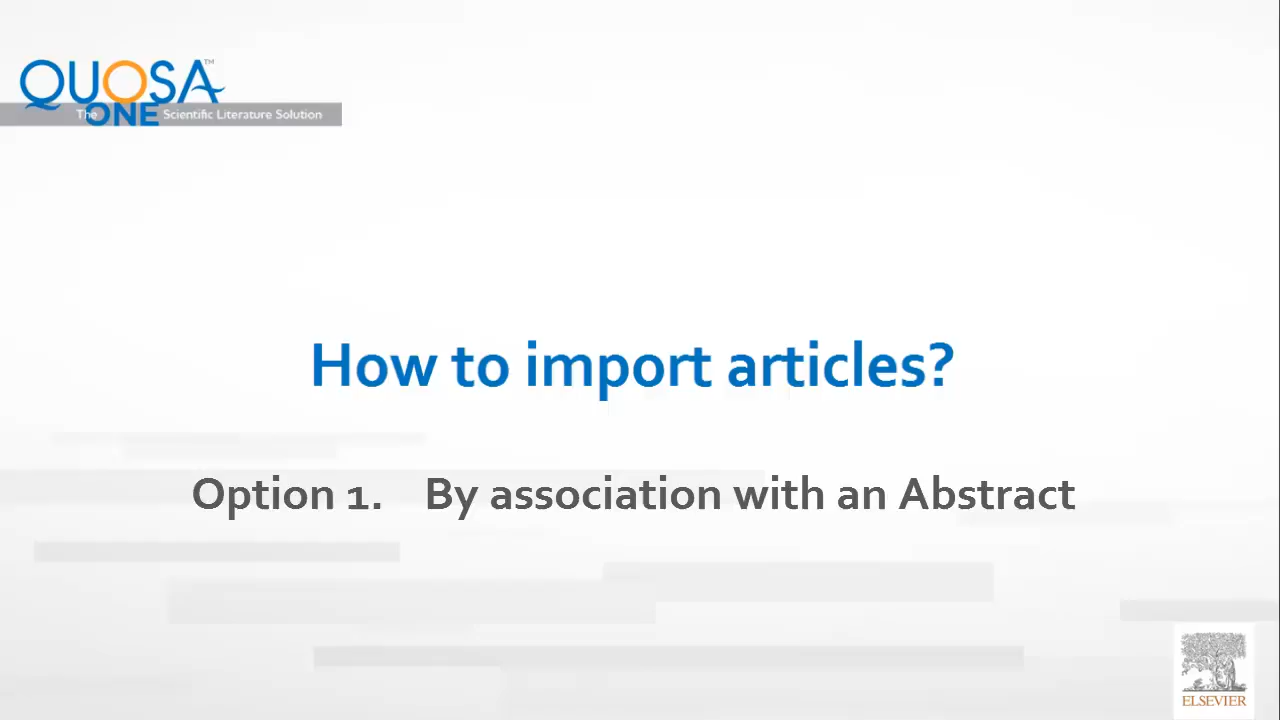 QUOSA™
The ONE Scientific Literature Solution
How to import articles?
Option 1. By association with an Abstract
ELSEVIER